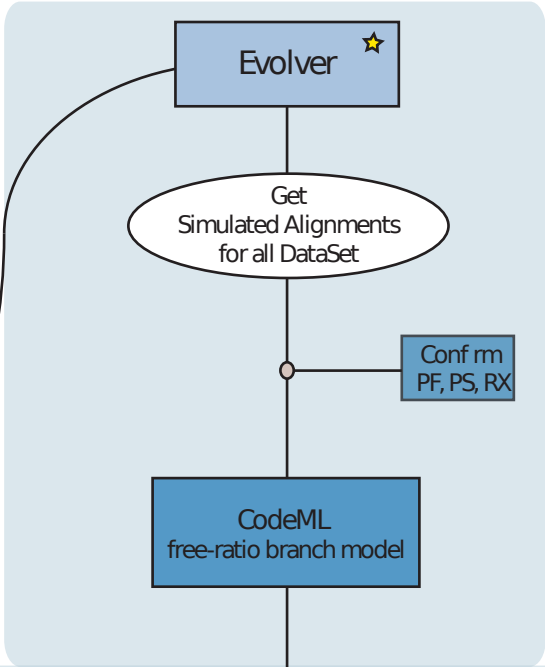 Evolver
Get
Simulated Alignments
for all DataSet
Conf rm
PF, PS, RX
CodeML
free-ratio branch model